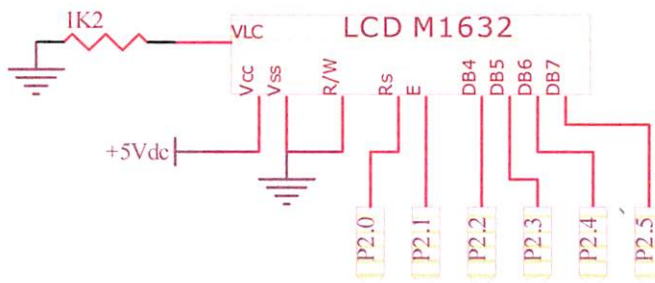 1K2
VLC
LCD M1632
Vcc
Vss
R/W
Rs
E
DB4
DB5
DB6
DB7
+5Vdc
P2.0
P2.1
P2.2
P2.3
P2.4
P2.5